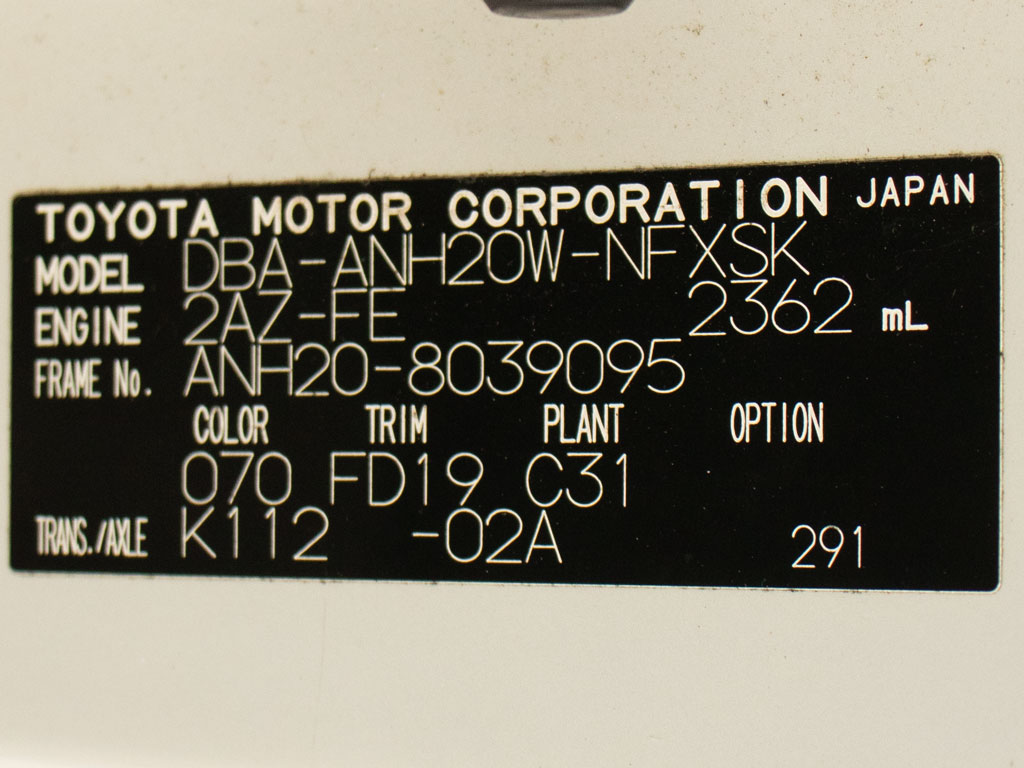 TOYOTA MOTOR CORPORATION JAPAN
MODEL DBA-ANH20W-NFXSK
ENGINE 2AZ-FE 2362 mL
FRAME No. ANH20-8039095
COLOR TRIM PLANT OPTION
070 FD19 C31
TRANS./AXLE K112 -02A 291